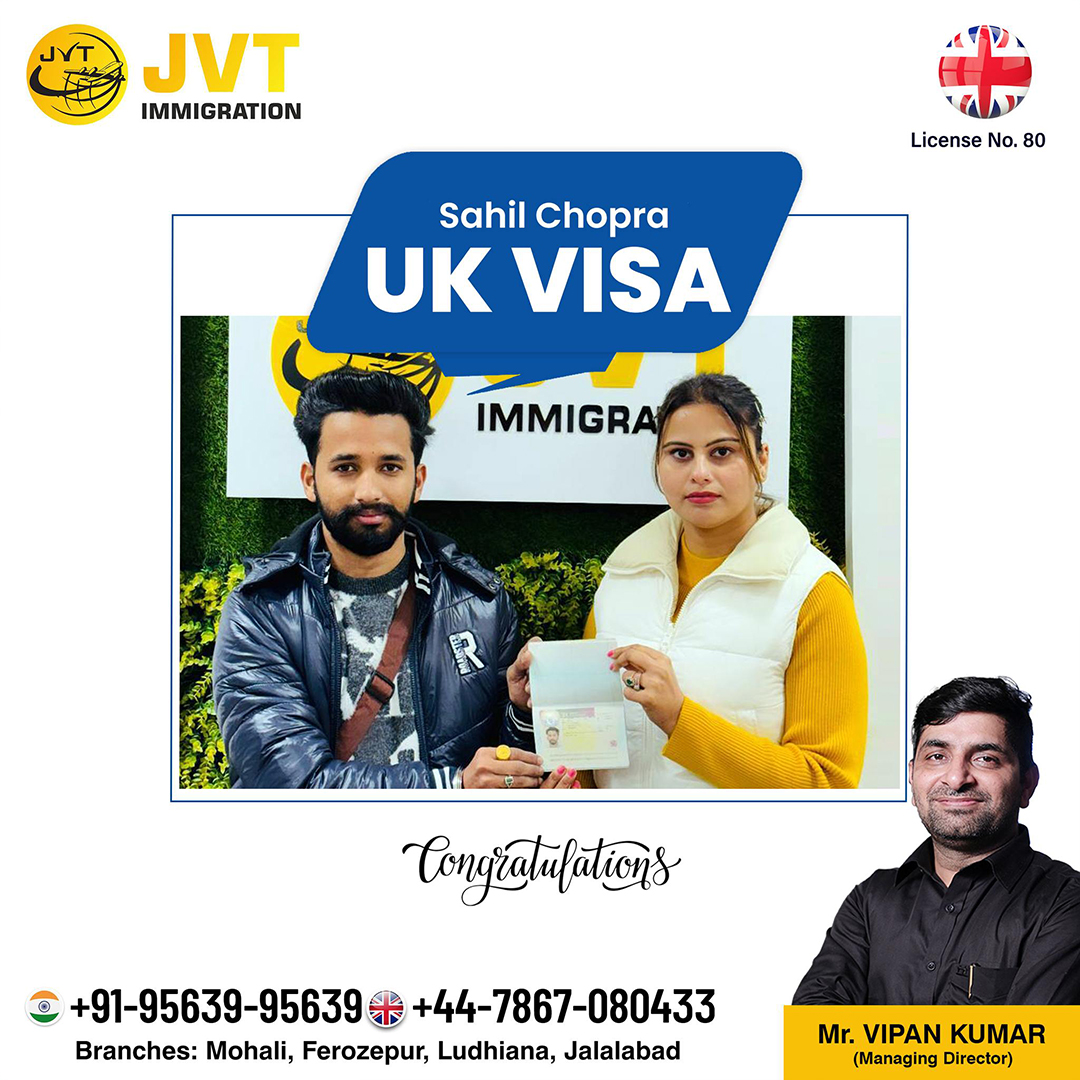 JVT
JVT
IMMIGRATION
License No. 80
Sahil Chopra
UK VISA
IMMIGRA
R
Congratulations
+91-95639-95639
+44-7867-080433
Branches: Mohali, Ferozepur, Ludhiana, Jalalabad
Mr. VIPAN KUMAR
(Managing Director)